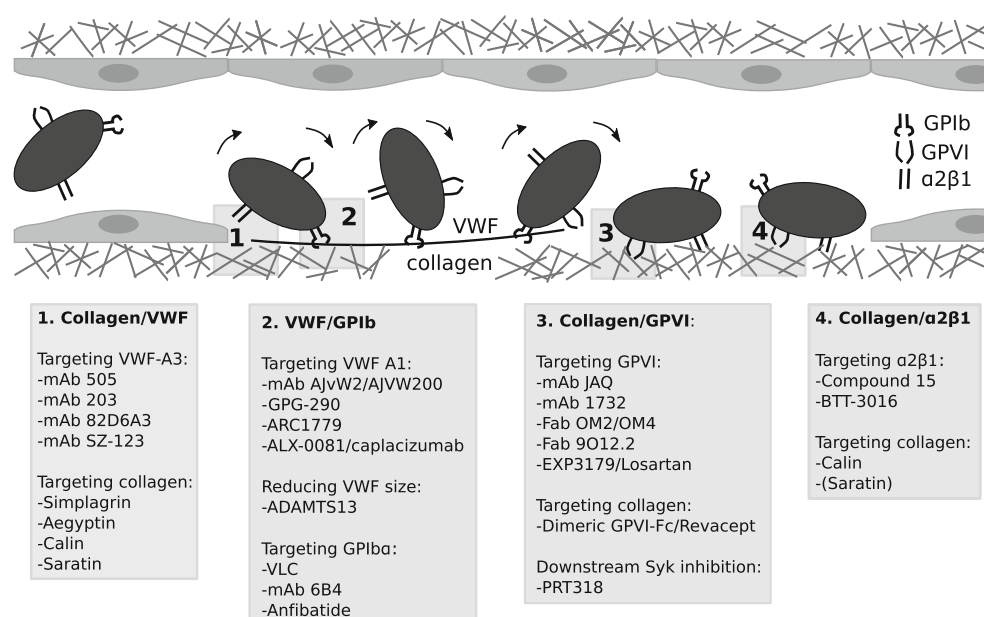 GPIb
GPVI
α2β1
1
2
VWF
collagen
3
4
1. Collagen/VWF
Targeting VWF-A3:
-mAb 505
-mAb 203
-mAb 82D6A3
-mAb SZ-123
Targeting collagen:
-Simplagrin
-Aegyptin
-Calin
-Saratin
2. VWF/GPIb
Targeting VWF A1:
-mAb AJvW2/AJVW200
-GPG-290
-ARC1779
-ALX-0081/caplacizumab
Reducing VWF size:
-ADAMTS13
Targeting GPIbα:
-VLC
-mAb 6B4
-Anfibatide
3. Collagen/GPVI:
Targeting GPVI:
-mAb JAQ
-mAb 1732
-Fab OM2/OM4
-Fab 9O12.2
-EXP3179/Losartan
Targeting collagen:
-Dimeric GPVI-Fc/Revacept
Downstream Syk inhibition:
-PRT318
4. Collagen/α2β1
Targeting α2β1:
-Compound 15
-BTT-3016
Targeting collagen:
-Calin
-(Saratin)